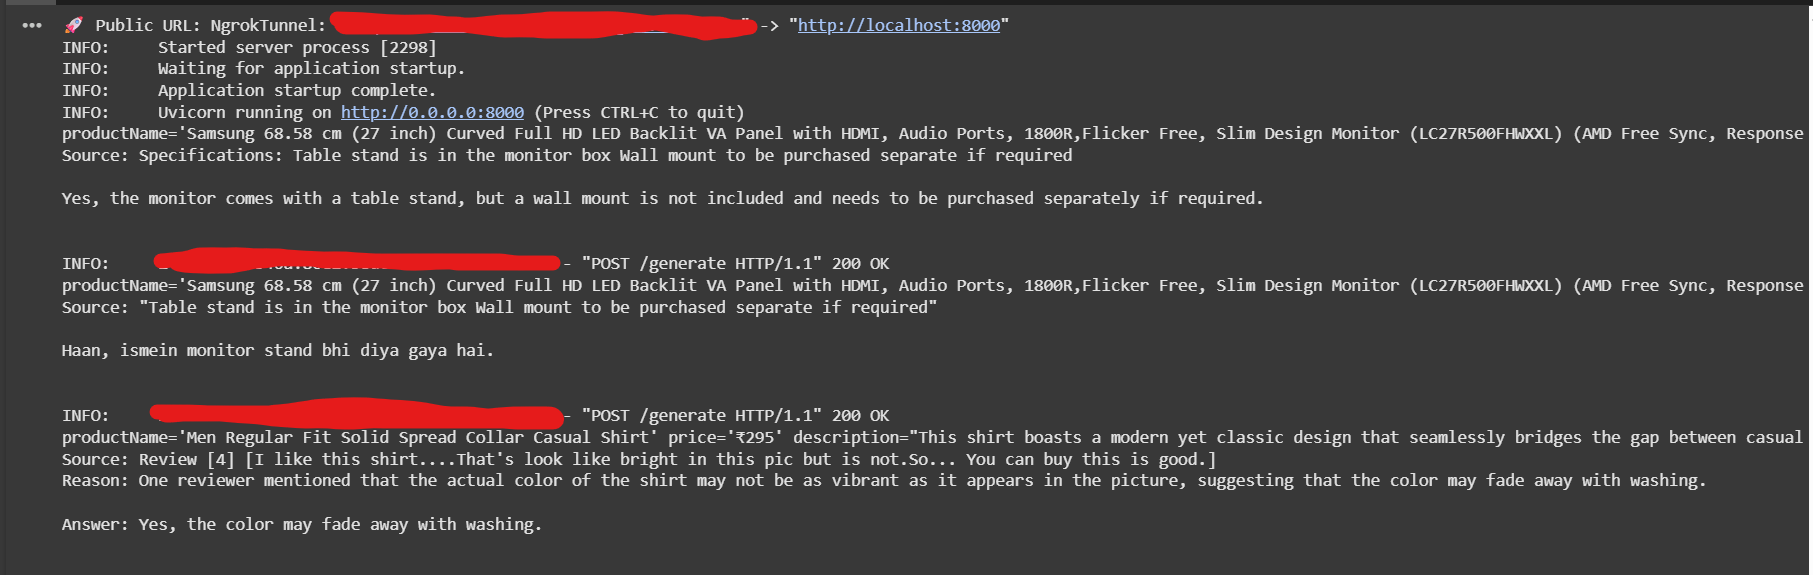 ••• 🚀 Public URL: NgrokTunnel: " -> "http://localhost:8000"
INFO: Started server process [2298]
INFO: Waiting for application startup.
INFO: Application startup complete.
INFO: Uvicorn running on http://0.0.0.0:8000 (Press CTRL+C to quit)
productName='Samsung 68.58 cm (27 inch) Curved Full HD LED Backlit VA Panel with HDMI, Audio Ports, 1800R,Flicker Free, Slim Design Monitor (LC27R500FHWXXL) (AMD Free Sync, Response
Source: Specifications: Table stand is in the monitor box Wall mount to be purchased separate if required
Yes, the monitor comes with a table stand, but a wall mount is not included and needs to be purchased separately if required.
INFO: - "POST /generate HTTP/1.1" 200 OK
productName='Samsung 68.58 cm (27 inch) Curved Full HD LED Backlit VA Panel with HDMI, Audio Ports, 1800R,Flicker Free, Slim Design Monitor (LC27R500FHWXXL) (AMD Free Sync, Response
Source: "Table stand is in the monitor box Wall mount to be purchased separate if required"
Haan, ismein monitor stand bhi diya gaya hai.
INFO: - "POST /generate HTTP/1.1" 200 OK
productName='Men Regular Fit Solid Spread Collar Casual Shirt' price='₹295' description="This shirt boasts a modern yet classic design that seamlessly bridges the gap between casual
Source: Review [4] [I like this shirt....That's look like bright in this pic but is not.So... You can buy this is good.]
Reason: One reviewer mentioned that the actual color of the shirt may not be as vibrant as it appears in the picture, suggesting that the color may fade away with washing.
Answer: Yes, the color may fade away with washing.